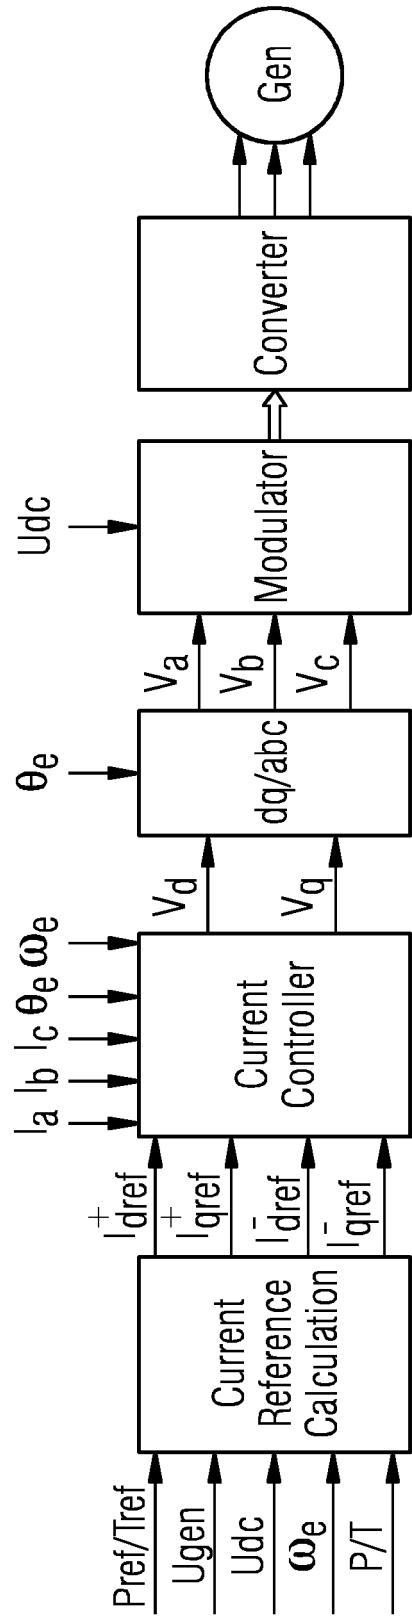 Pref/Tref
Ugen
Udc
ωe
P/T
Current
Reference
Calculation
I+dref
I+qref
I-dref
I-qref
Ia
Ib
Ic
θe
ωe
Current
Controller
Vd
Vq
θe
dq/abc
Va
Vb
Vc
Udc
Modulator
Converter
Gen